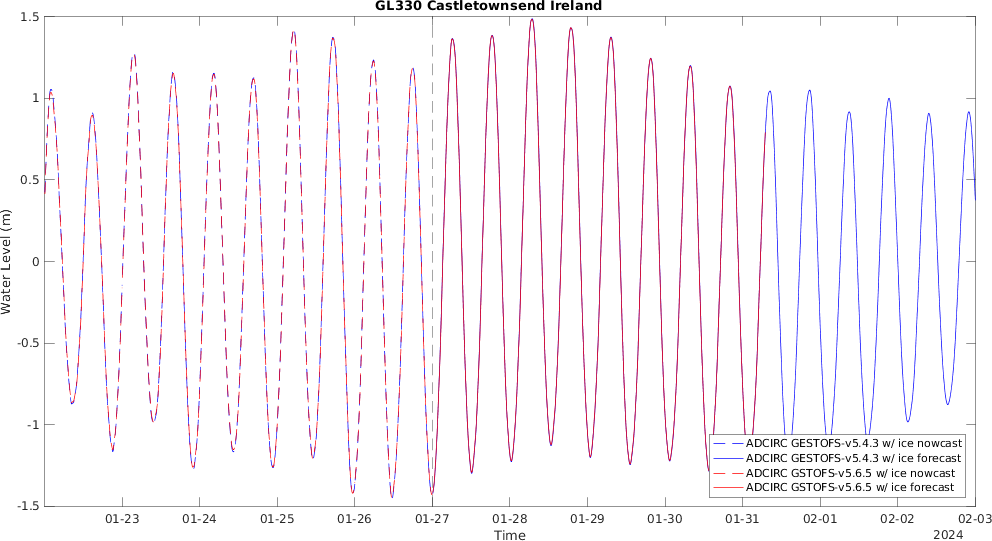 GL330 Castletownsend Ireland
1.5
1
0.5
0
-0.5
-1
-1.5
Water Level (m)
01-23
01-24
01-25
01-26
01-27
01-28
01-29
01-30
01-31
02-01
02-02
02-03
Time
2024
ADCIRC GESTOFS-v5.4.3 w/ ice nowcast
ADCIRC GESTOFS-v5.4.3 w/ ice forecast
ADCIRC GSTOFS-v5.6.5 w/ ice nowcast
ADCIRC GSTOFS-v5.6.5 w/ ice forecast